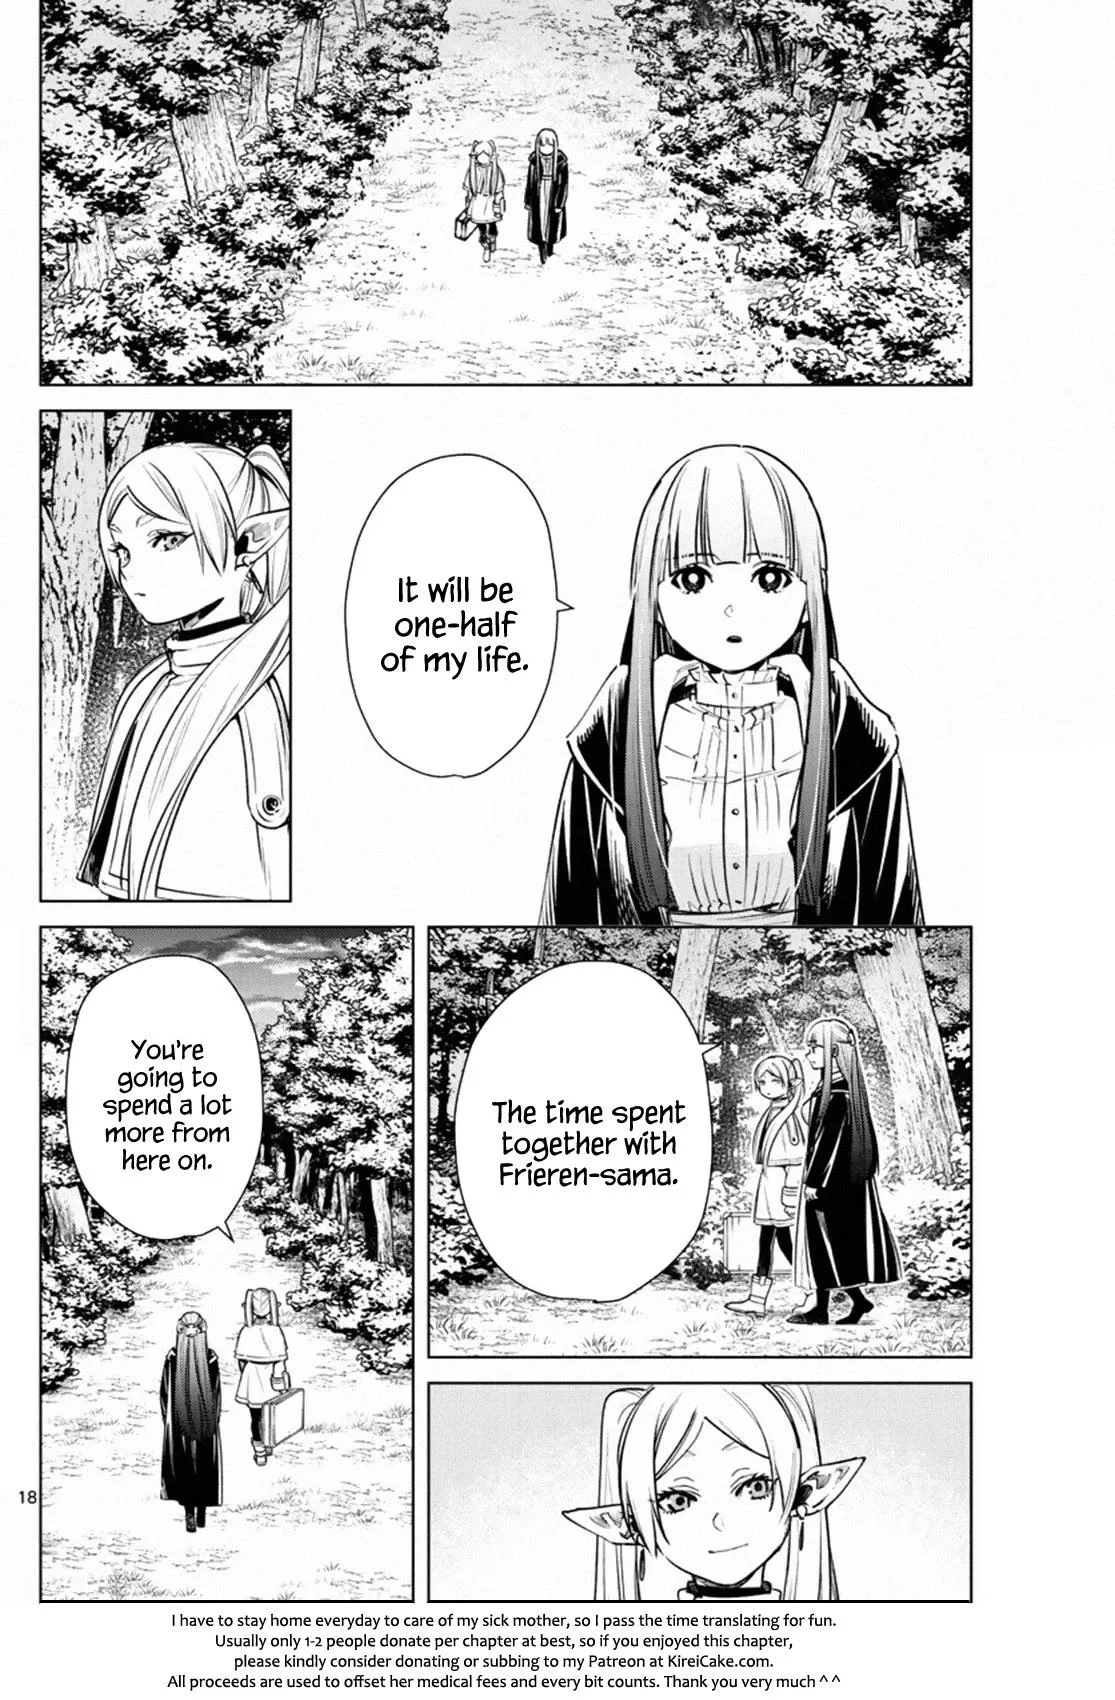 It will be
one-half
of my life.
The time spent
together with
Frieren-sama.
You're
going to
spend a lot
more from
here on.
18
I have to stay home everyday to care of my sick mother, so I pass the time translating for fun.
Usually only 1-2 people donate per chapter at best, so if you enjoyed this chapter,
please kindly consider donating or subbing to my Patreon at KireiCake.com.
All proceeds are used to offset her medical fees and every bit counts. Thank you very much ^ ^